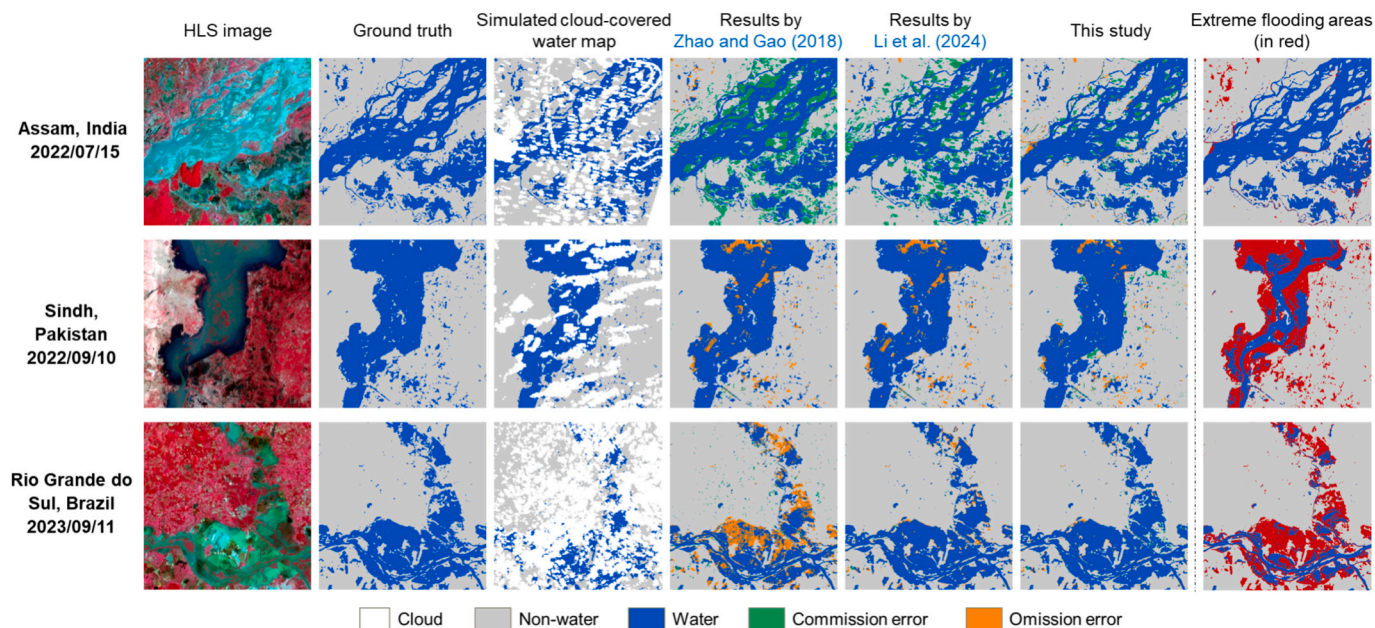 HLS image
Ground truth
Simulated cloud-covered
water map
Results by
Zhao and Gao (2018)
Results by
Li et al. (2024)
This study
Extreme flooding areas
(in red)
Assam, India
2022/07/15
Sindh,
Pakistan
2022/09/10
Rio Grande do
Sul, Brazil
2023/09/11
Cloud
Non-water
Water
Commission error
Omission error